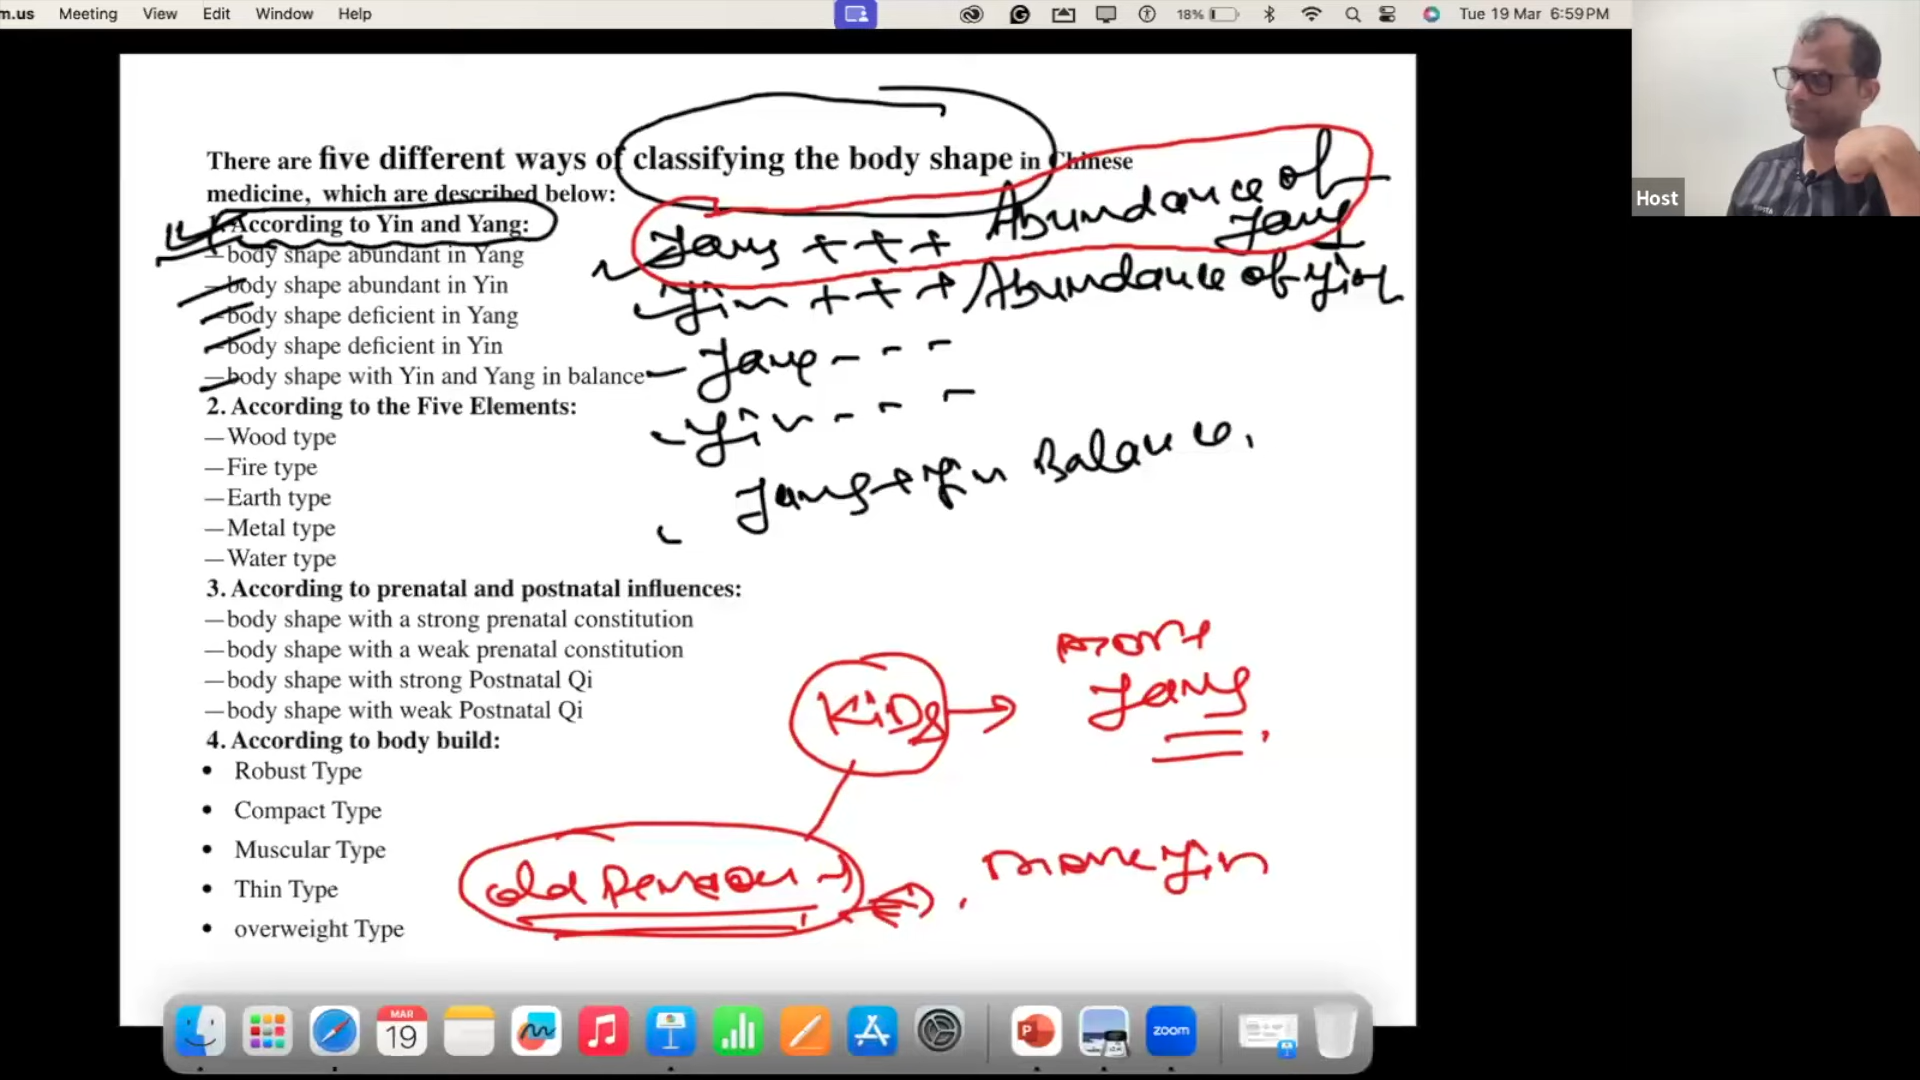 m.us Meeting View Edit Window Help 18% Tue 19 Mar 6:59PM
Host
There are five different ways of classifying the body shape in Chinese
medicine, which are described below:
1. According to Yin and Yang:
—body shape abundant in Yang
—body shape abundant in Yin
—body shape deficient in Yang
—body shape deficient in Yin
—body shape with Yin and Yang in balance
2. According to the Five Elements:
—Wood type
—Fire type
—Earth type
—Metal type
—Water type
3. According to prenatal and postnatal influences:
—body shape with a strong prenatal constitution
—body shape with a weak prenatal constitution
—body shape with strong Postnatal Qi
—body shape with weak Postnatal Qi
4. According to body build:
• Robust Type
• Compact Type
• Muscular Type
• Thin Type
• overweight Type
Yang + + + Abundance of
Yang
Yin + + + Abundance of Yin
Yang - - -
Yin - - -
Yang + Yin Balance.
KiDs → more
Yang
old Person → more Yin
MAR
19
P
zoom